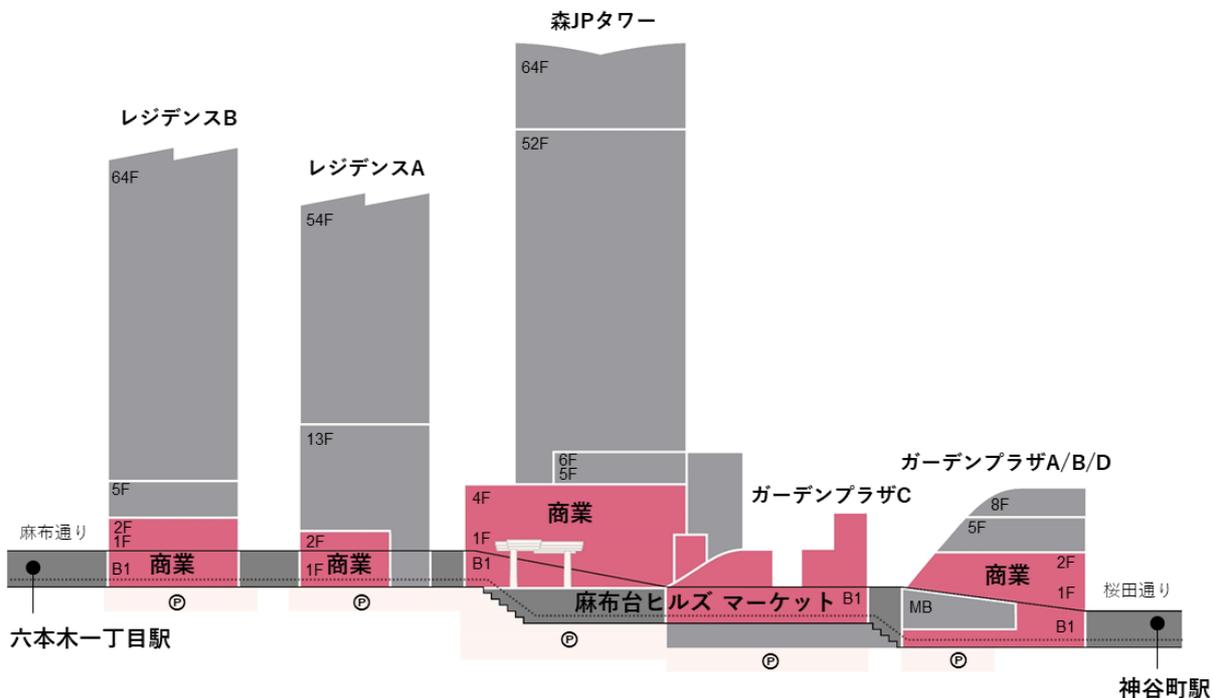 森JPタワー
64F
52F
レジデンスB
64F
5F
2F
1F
商業
B1
レジデンスA
54F
13F
2F
1F
商業
6F
5F
4F
商業
1F
B1
ガーデンプラザC
麻布台ヒルズ マーケット
B1
ガーデンプラザA/B/D
8F
5F
2F
商業
1F
MB
B1
麻布通り
六本木一丁目駅
桜田通り
神谷町駅
P
P
P
P
P